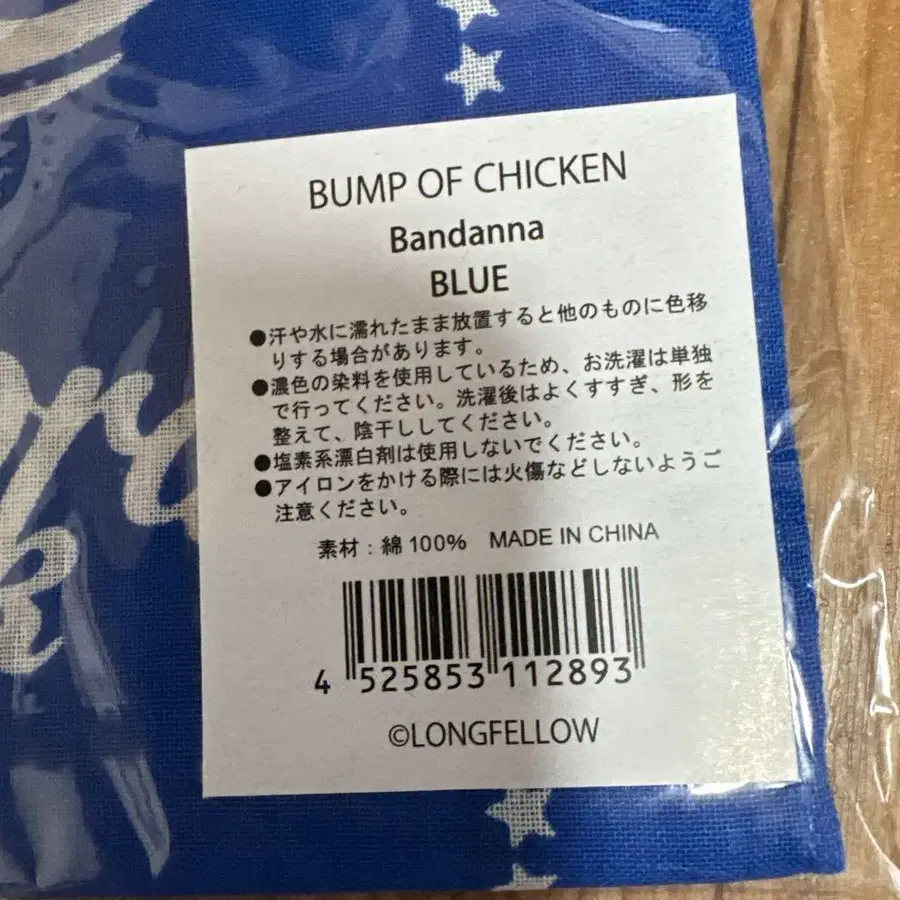 BUMP OF CHICKEN
Bandanna
BLUE
●汗や水に濡れたまま放置すると他のものに色移
りする場合があります。
●濃色の染料を使用しているため、お洗濯は単独
で行ってください。洗濯後はよくすすぎ、形を
整えて、陰干ししてください。
●塩素系漂白剤は使用しないでください。
●アイロンをかける際には火傷などしないようご
注意ください。
素材：綿100% MADE IN CHINA
4 525853 112893
©LONGFELLOW